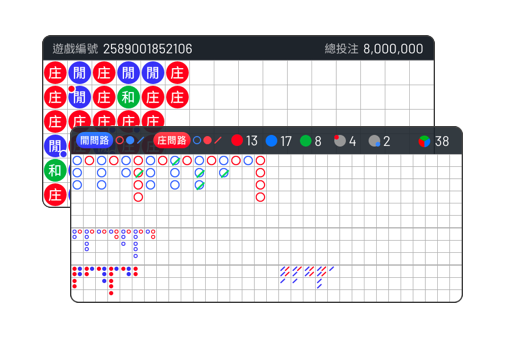 遊戲編號 2589001852106 總投注 8,000,000
庄 閒 庄 閒 閒 庄
庄 閒 庄 和 庄 庄
庄 庄 庄 庄 庄
閒
和
庄
閒問路 庄問路 13 17 8 4 2 38